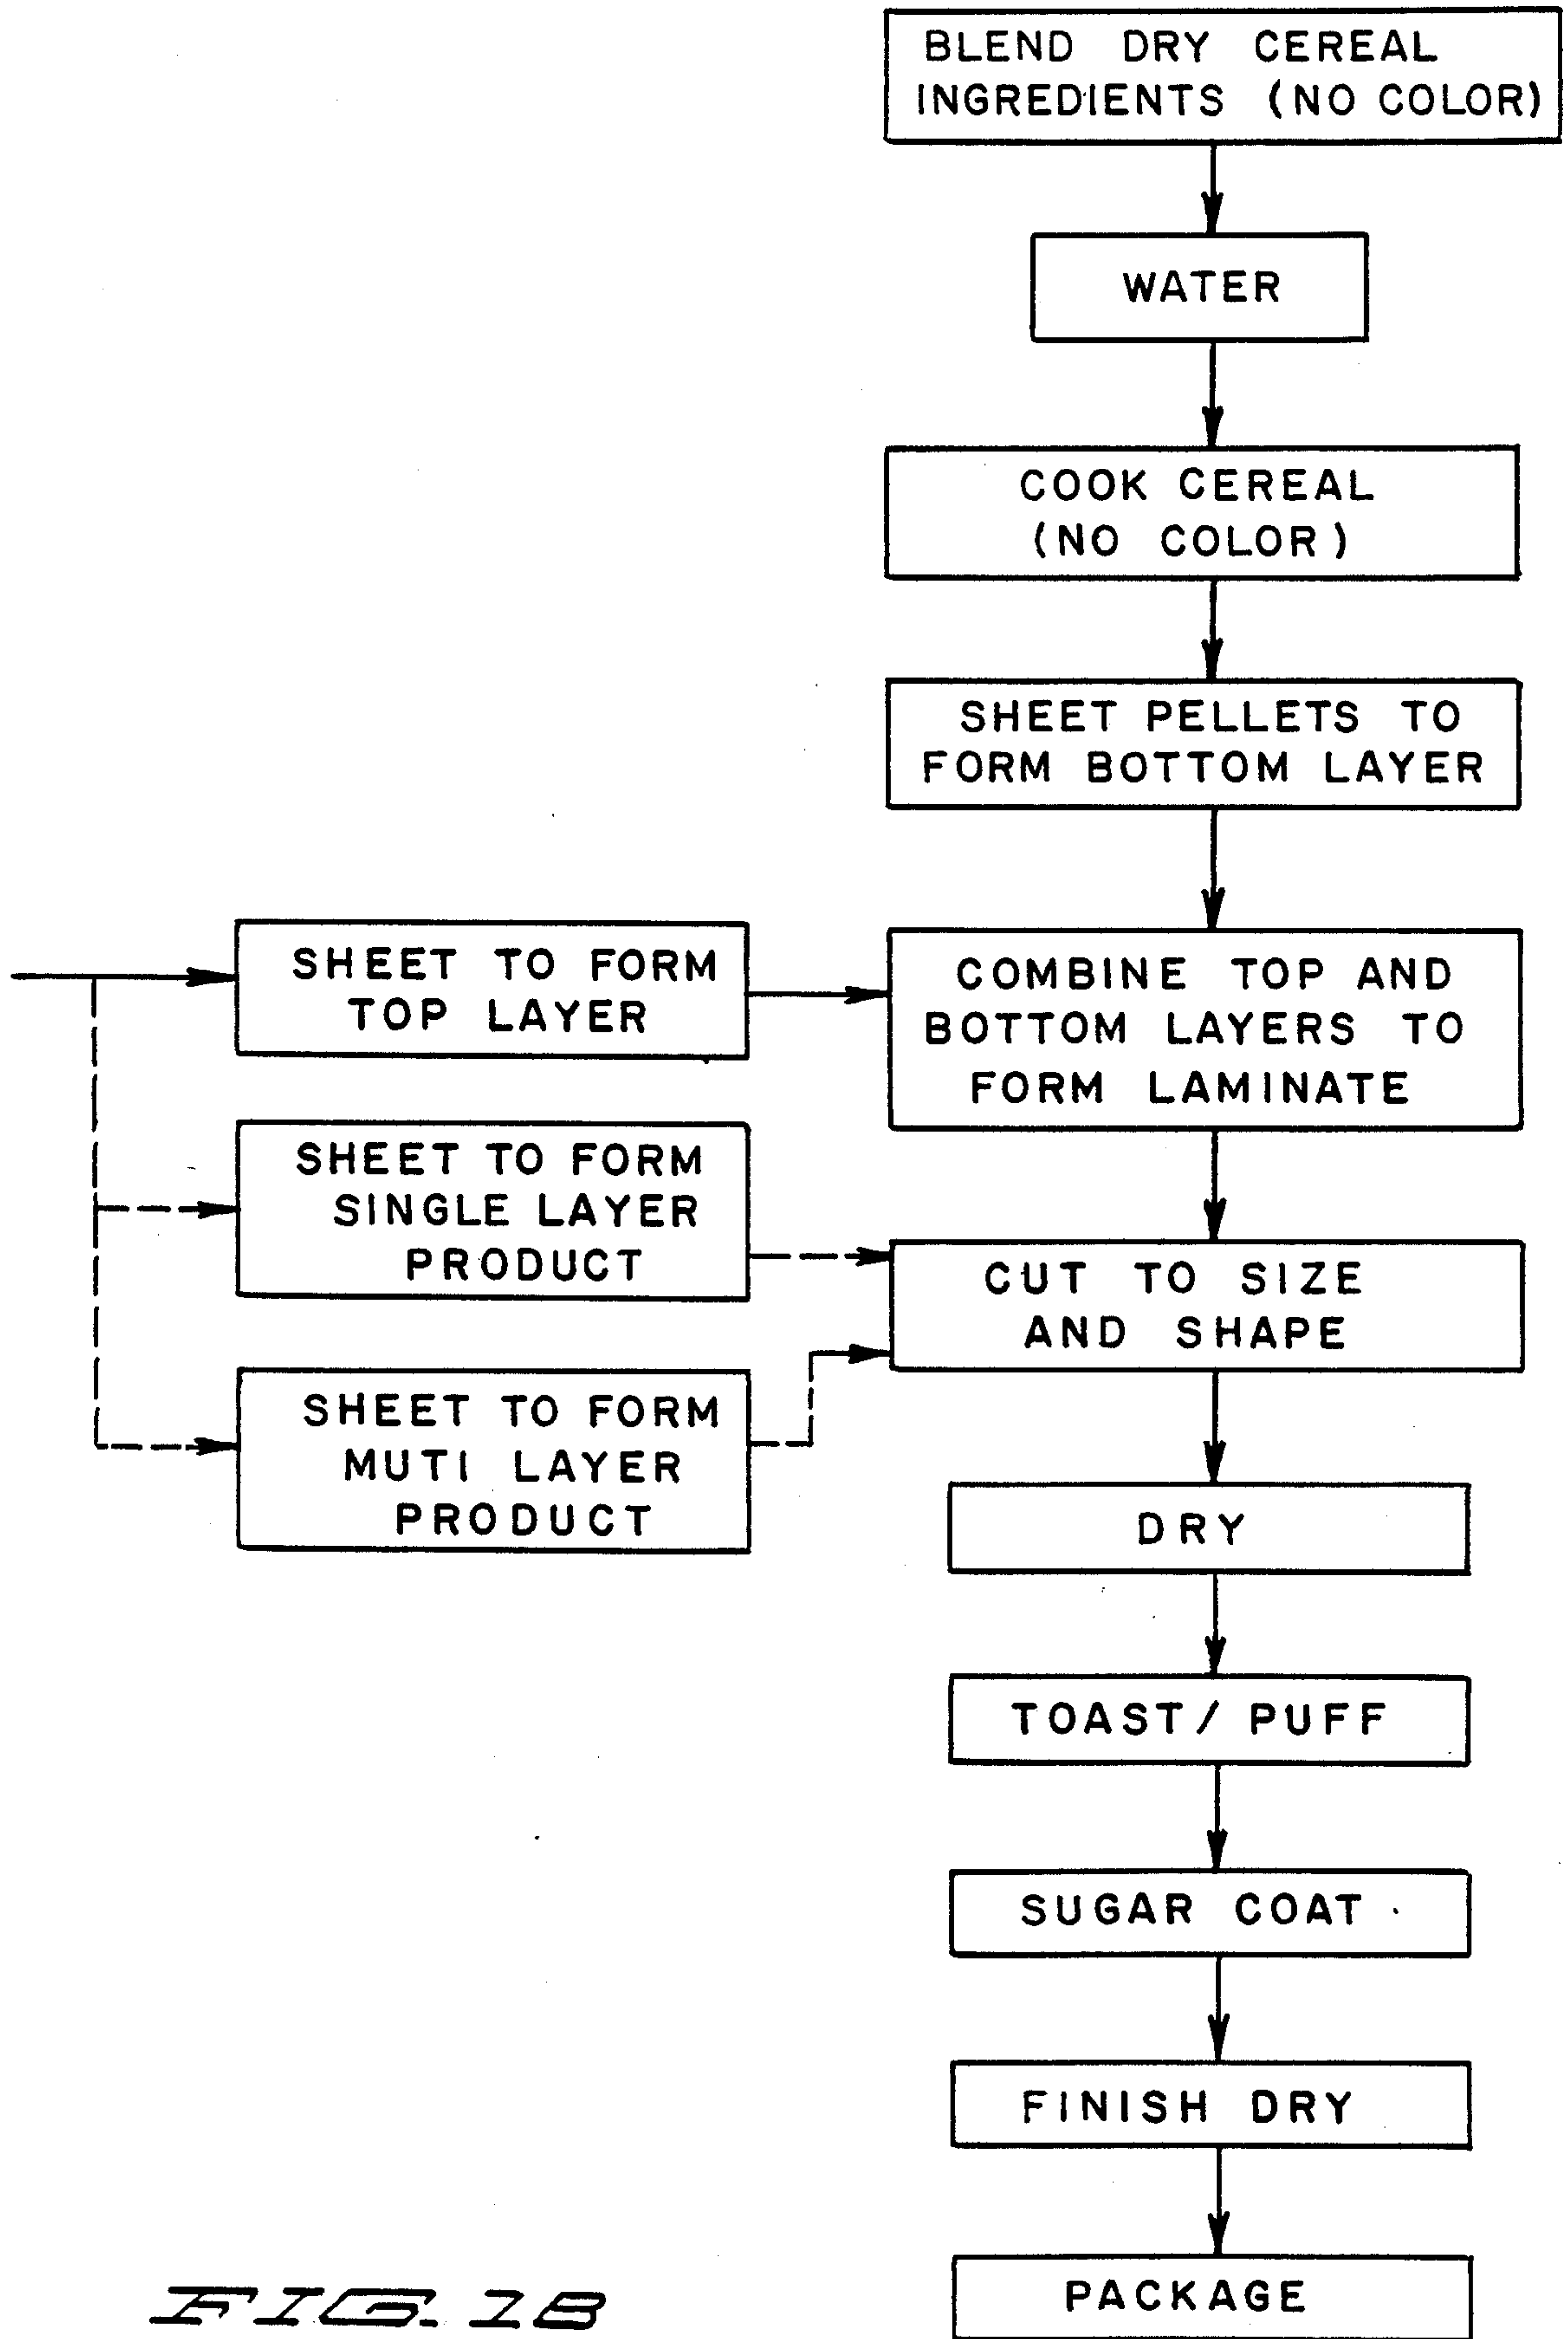 BLEND DRY CEREAL
INGREDIENTS (NO COLOR)
WATER
COOK CEREAL
(NO COLOR)
SHEET PELLETS TO
FORM BOTTOM LAYER
SHEET TO FORM
TOP LAYER
COMBINE TOP AND
BOTTOM LAYERS TO
FORM LAMINATE
SHEET TO FORM
SINGLE LAYER
PRODUCT
CUT TO SIZE
AND SHAPE
SHEET TO FORM
MUTI LAYER
PRODUCT
DRY
TOAST/ PUFF
SUGAR COAT
FINISH DRY
PACKAGE
FIG. 1B